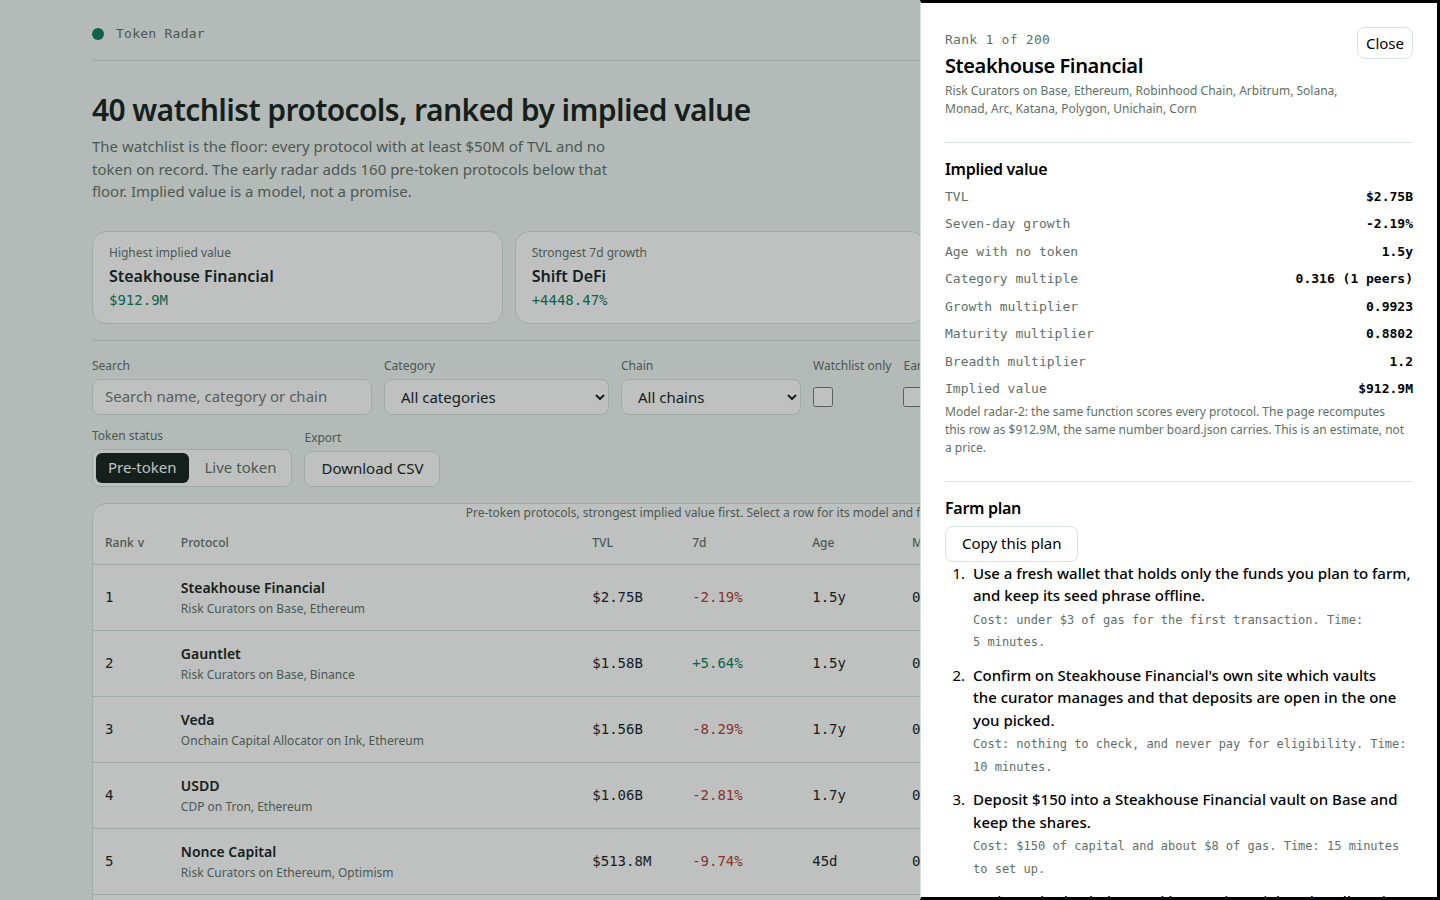 Token Radar
40 watchlist protocols, ranked by implied value
The watchlist is the floor: every protocol with at least $50M of TVL and no
token on record. The early radar adds 160 pre-token protocols below that
floor. Implied value is a model, not a promise.
Highest implied value
Steakhouse Financial
$912.9M
Strongest 7d growth
Shift DeFi
+4448.47%
Search
Category
Chain
Watchlist only
Ear
Search name, category or chain
All categories
All chains
Token status
Export
Pre-token
Live token
Download CSV
Pre-token protocols, strongest implied value first. Select a row for its model and f
Rank v
Protocol
TVL
7d
Age
M
1
Steakhouse Financial
Risk Curators on Base, Ethereum
$2.75B
-2.19%
1.5y
0
2
Gauntlet
Risk Curators on Base, Binance
$1.58B
+5.64%
1.5y
0
3
Veda
Onchain Capital Allocator on Ink, Ethereum
$1.56B
-8.29%
1.7y
0
4
USDD
CDP on Tron, Ethereum
$1.06B
-2.81%
1.7y
0
5
Nonce Capital
Risk Curators on Ethereum, Optimism
$513.8M
-9.74%
45d
0
Rank 1 of 200
Close
Steakhouse Financial
Risk Curators on Base, Ethereum, Robinhood Chain, Arbitrum, Solana,
Monad, Arc, Katana, Polygon, Unichain, Corn
Implied value
TVL $2.75B
Seven-day growth -2.19%
Age with no token 1.5y
Category multiple 0.316 (1 peers)
Growth multiplier 0.9923
Maturity multiplier 0.8802
Breadth multiplier 1.2
Implied value $912.9M
Model radar-2: the same function scores every protocol. The page recomputes
this row as $912.9M, the same number board.json carries. This is an estimate, not
a price.
Farm plan
Copy this plan
1. Use a fresh wallet that holds only the funds you plan to farm,
and keep its seed phrase offline.
Cost: under $3 of gas for the first transaction. Time:
5 minutes.
2. Confirm on Steakhouse Financial's own site which vaults
the curator manages and that deposits are open in the one
you picked.
Cost: nothing to check, and never pay for eligibility. Time:
10 minutes.
3. Deposit $150 into a Steakhouse Financial vault on Base and
keep the shares.
Cost: $150 of capital and about $8 of gas. Time: 15 minutes
to set up.